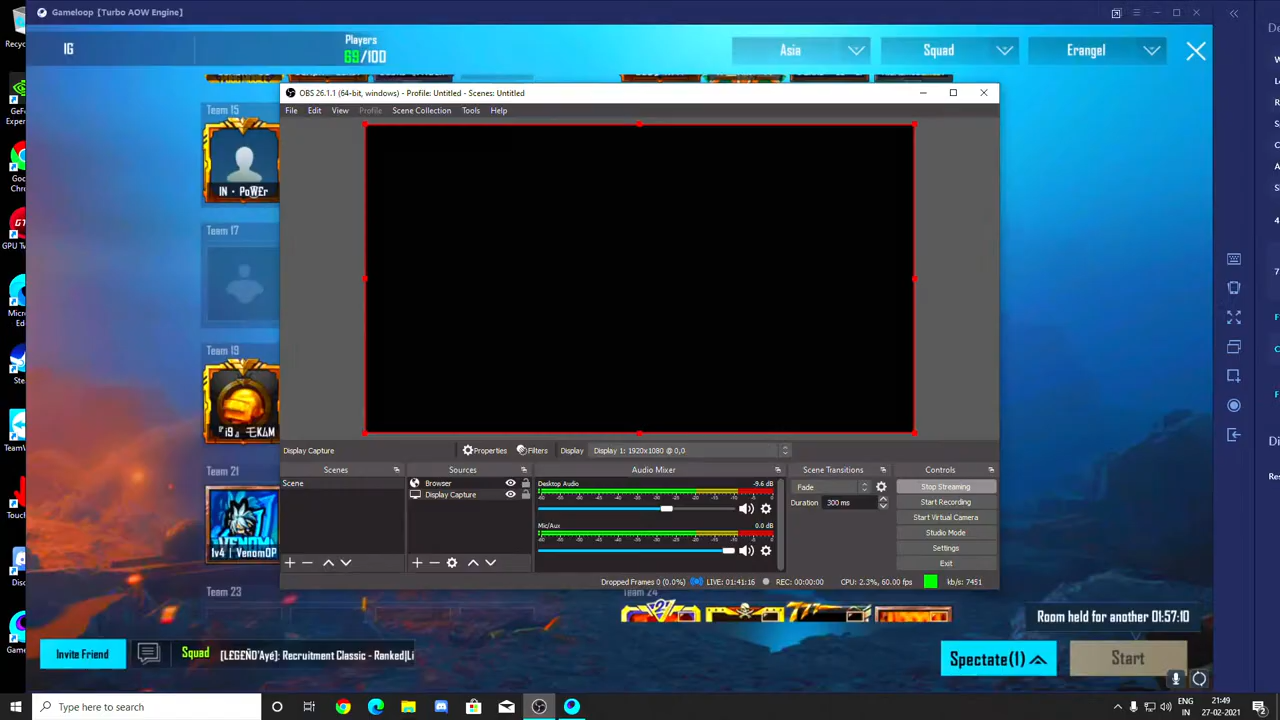 Gameloop [Turbo AOW Engine]
IG
Players
69/100
Asia
Squad
Erangel
Team 15
IN · PoWEr
Team 17
Team 19
Team 21
1v4 | VenomOP
Team 23
Team 24
OBS 26.1.1 (64-bit, windows) - Profile: Untitled - Scenes: Untitled
File Edit View Profile Scene Collection Tools Help
Display Capture Properties Filters Display Display 1: 1920x1080 @ 0,0
Scenes Sources Audio Mixer Scene Transitions Controls
Scene
Browser
Display Capture
Desktop Audio -9.6 dB
Mic/Aux 0.0 dB
Fade
Duration 300 ms
Stop Streaming
Start Recording
Start Virtual Camera
Studio Mode
Settings
Exit
Dropped Frames 0 (0.0%) LIVE: 01:41:16 REC: 00:00:00 CPU: 2.3%, 60.00 fps kb/s: 7451
Room held for another 01:57:10
Invite Friend
Squad [LÉGEÑD'Ayé]: Recruitment Classic - Ranked|Li
Spectate(1)
Start
Type here to search
ENG
IN
21:49
27-02-2021
2